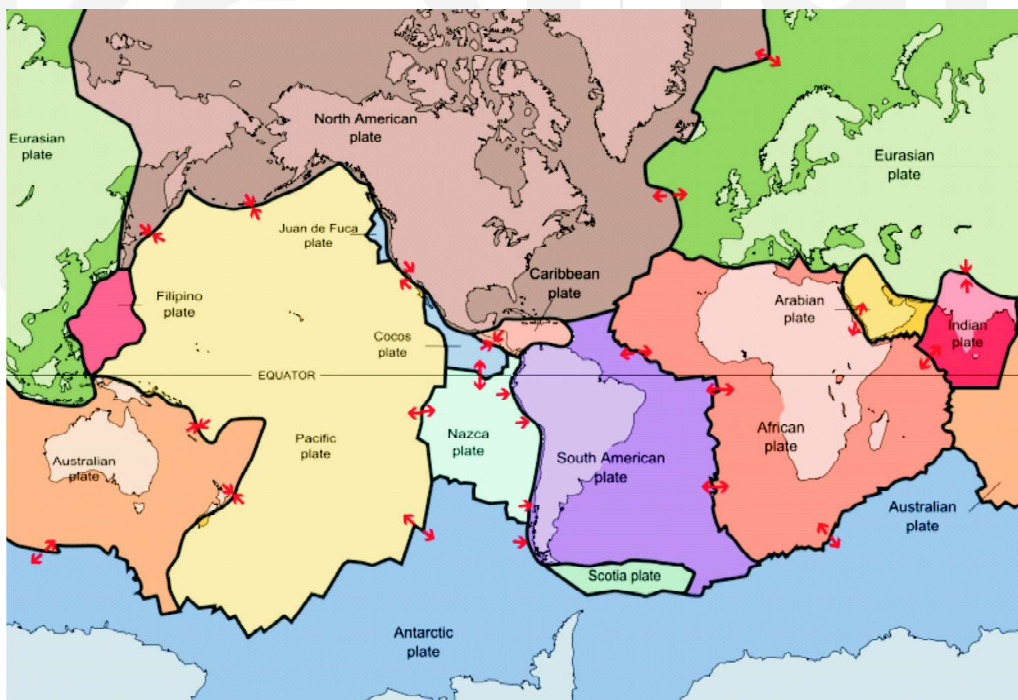 North American
plate
Eurasian
plate
Eurasian
plate
Juan de Fuca
plate
Caribbean
plate
Filipino
plate
Arabian
plate
Cocos
plate
Indian
plate
EQUATOR
Pacific
plate
Nazca
plate
African
plate
Australian
plate
South American
plate
Australian
plate
Scotia plate
Antarctic
plate